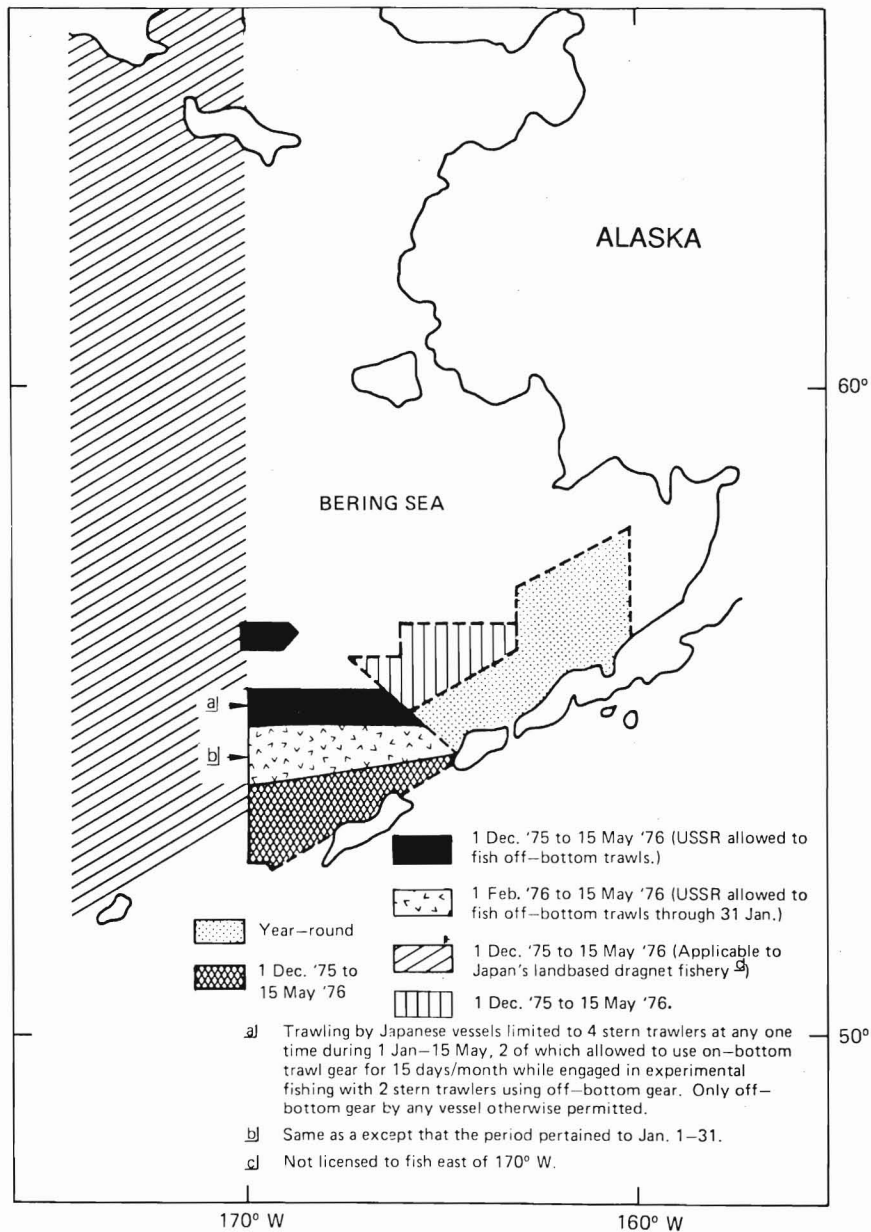 ALASKA
60°
BERING SEA
a]
b]
1 Dec. '75 to 15 May '76 (USSR allowed to
fish off—bottom trawls.)
1 Feb. '76 to 15 May '76 (USSR allowed to
fish off—bottom trawls through 31 Jan.)
Year—round
1 Dec. '75 to 15 May '76 (Applicable to
Japan's landbased dragnet fishery d])
1 Dec. '75 to
15 May '76
1 Dec. '75 to 15 May '76.
50°
a] Trawling by Japanese vessels limited to 4 stern trawlers at any one
time during 1 Jan—15 May, 2 of which allowed to use on—bottom
trawl gear for 15 days/month while engaged in experimental
fishing with 2 stern trawlers using off—bottom gear. Only off—
bottom gear by any vessel otherwise permitted.
b] Same as a except that the period pertained to Jan. 1—31.
c] Not licensed to fish east of 170° W.
170° W
160° W